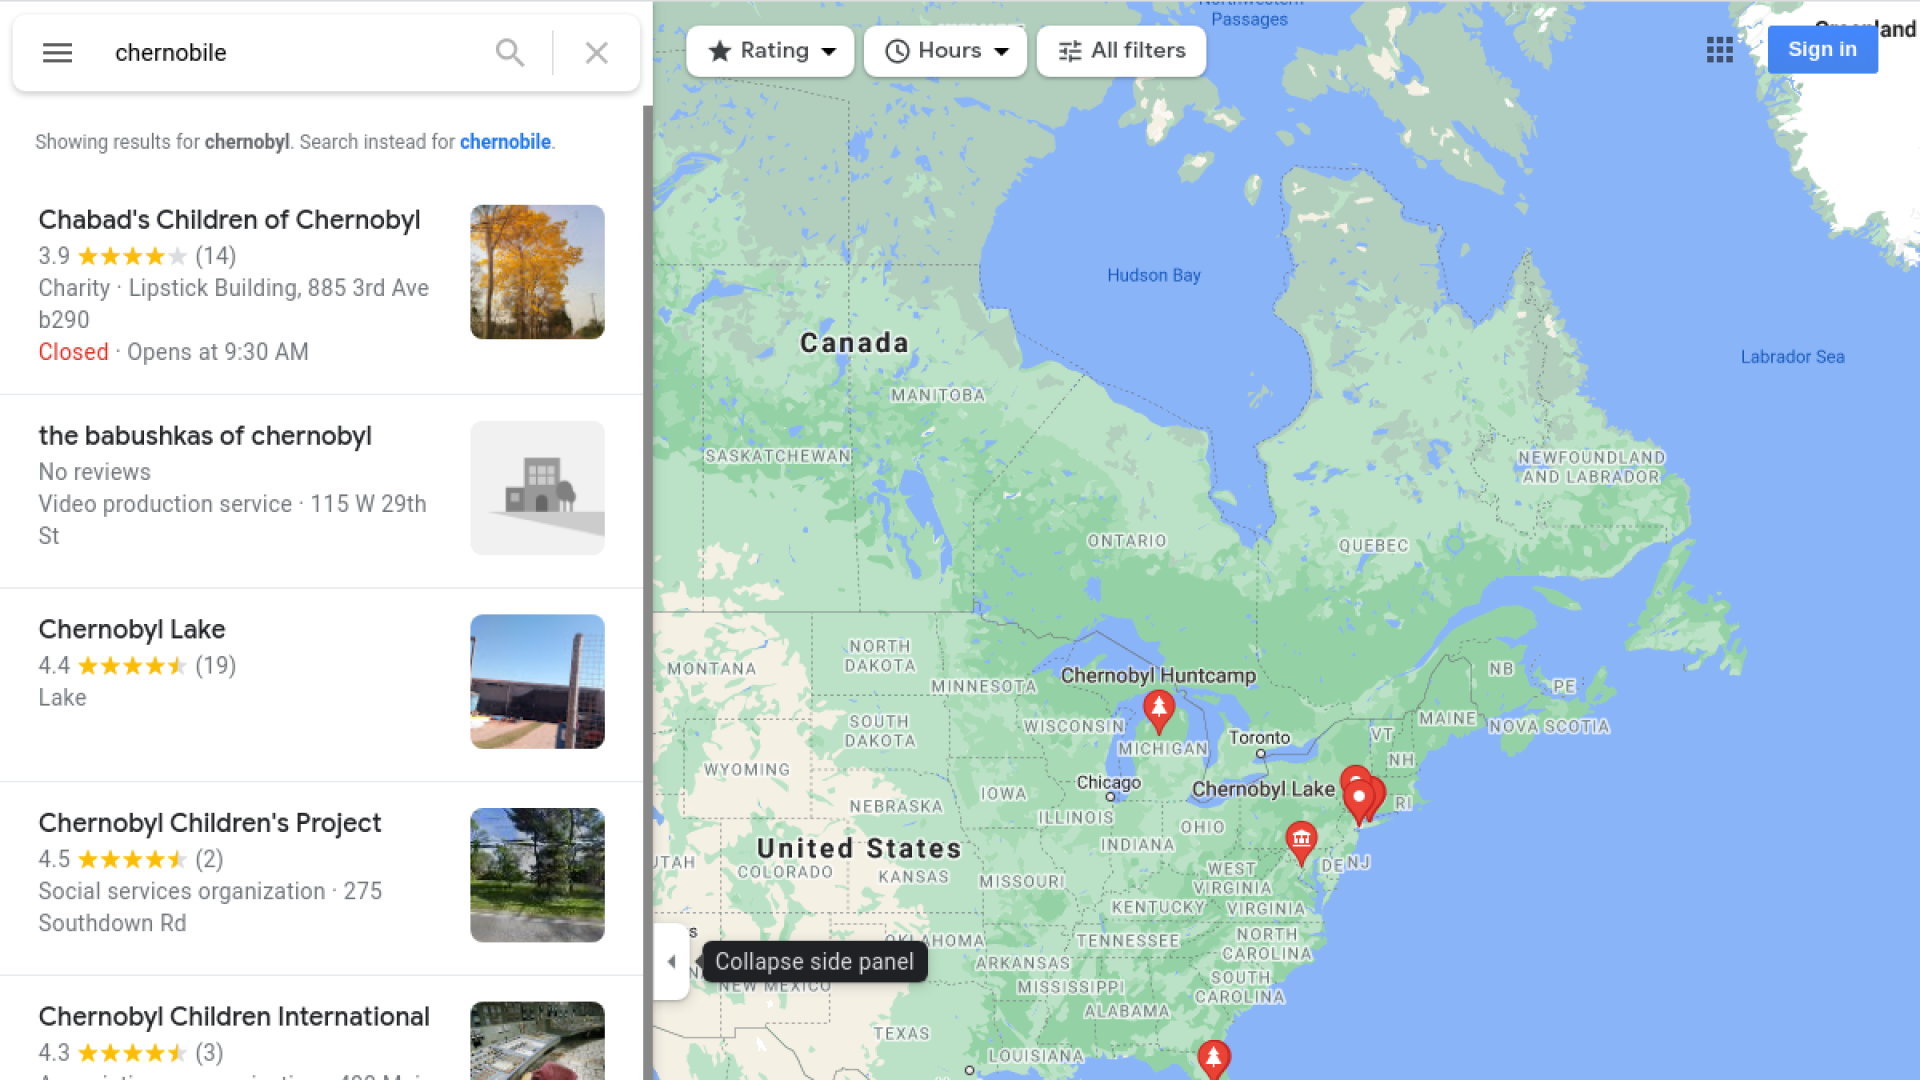 chernobile
Rating
Hours
All filters
Sign in
Showing results for chernobyl. Search instead for chernobile.
Chabad's Children of Chernobyl
3.9 (14)
Charity · Lipstick Building, 885 3rd Ave
b290
Closed · Opens at 9:30 AM
the babushkas of chernobyl
No reviews
Video production service · 115 W 29th
St
Chernobyl Lake
4.4 (19)
Lake
Chernobyl Children's Project
4.5 (2)
Social services organization · 275
Southdown Rd
Chernobyl Children International
4.3 (3)
Passages
Hudson Bay
Labrador Sea
Canada
MANITOBA
SASKATCHEWAN
NEWFOUNDLAND
AND LABRADOR
ONTARIO
QUEBEC
NORTH
DAKOTA
MONTANA
MINNESOTA
Chernobyl Huntcamp
NB
PE
SOUTH
DAKOTA
WISCONSIN
MICHIGAN
Toronto
MAINE
NOVA SCOTIA
VT
NH
WYOMING
Chicago
IOWA
Chernobyl Lake
RI
NEBRASKA
ILLINOIS
OHIO
INDIANA
United States
UTAH
COLORADO
KANSAS
MISSOURI
WEST
VIRGINIA
DE
NJ
KENTUCKY
VIRGINIA
OKLAHOMA
TENNESSEE
NORTH
CAROLINA
Collapse side panel
ARKANSAS
NEW MEXICO
MISSISSIPPI
SOUTH
CAROLINA
ALABAMA
TEXAS
LOUISIANA